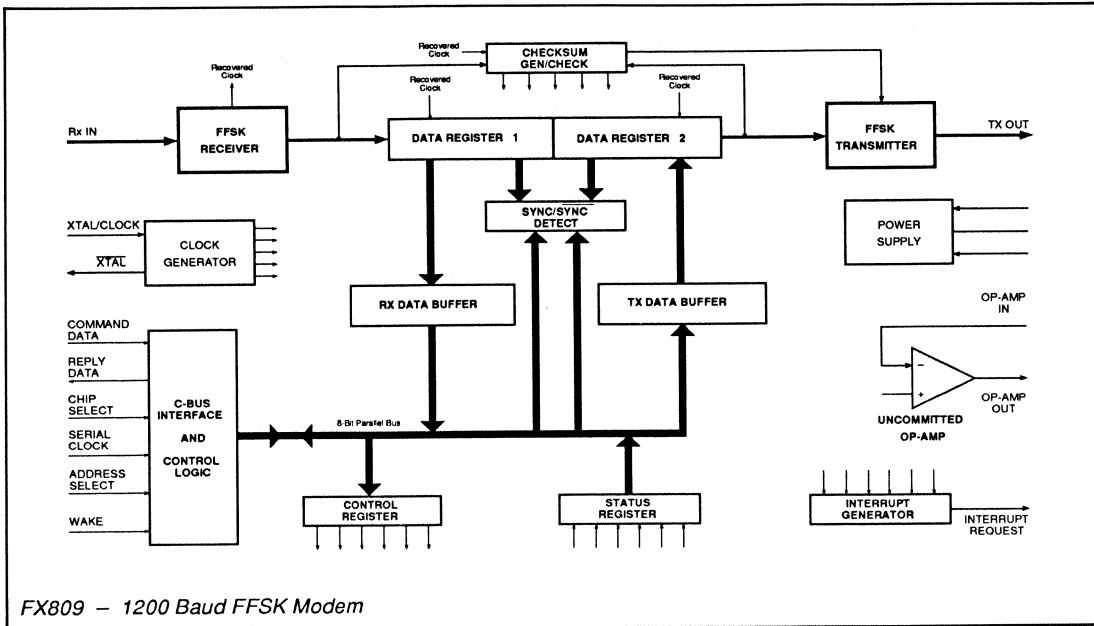 Recovered
Clock
CHECKSUM
GEN/CHECK
Recovered
Clock
Recovered
Clock
Recovered
Clock
Rx IN
FFSK
RECEIVER
DATA REGISTER 1
DATA REGISTER 2
FFSK
TRANSMITTER
TX OUT
SYNC/SYNC
DETECT
XTAL/CLOCK
XTAL
CLOCK
GENERATOR
POWER
SUPPLY
RX DATA BUFFER
TX DATA BUFFER
OP-AMP
IN
COMMAND
DATA
REPLY
DATA
CHIP
SELECT
SERIAL
CLOCK
ADDRESS
SELECT
WAKE
C-BUS
INTERFACE
AND
CONTROL
LOGIC
8-Bit Parallel Bus
−
+
OP-AMP
OUT
UNCOMMITTED
OP-AMP
CONTROL
REGISTER
STATUS
REGISTER
INTERRUPT
GENERATOR
INTERRUPT
REQUEST
FX809 – 1200 Baud FFSK Modem